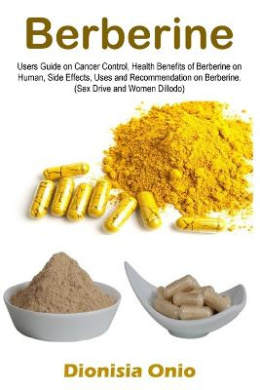 Berberine
Users Guide on Cancer Control, Health Benefits of Berberine on
Human, Side Effects, Uses and Recommendation on Berberine.
(Sex Drive and Women Dillodo)
Dionisia Onio